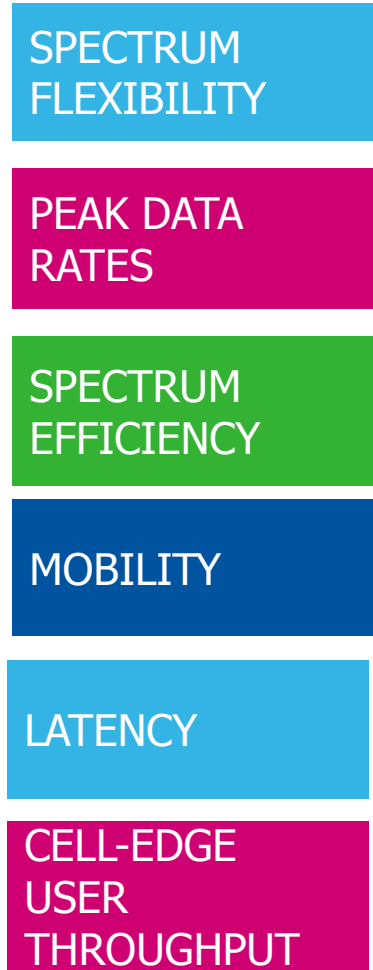 SPECTRUM
FLEXIBILITY
PEAK DATA
RATES
SPECTRUM
EFFICIENCY
MOBILITY
LATENCY
CELL-EDGE
USER
THROUGHPUT